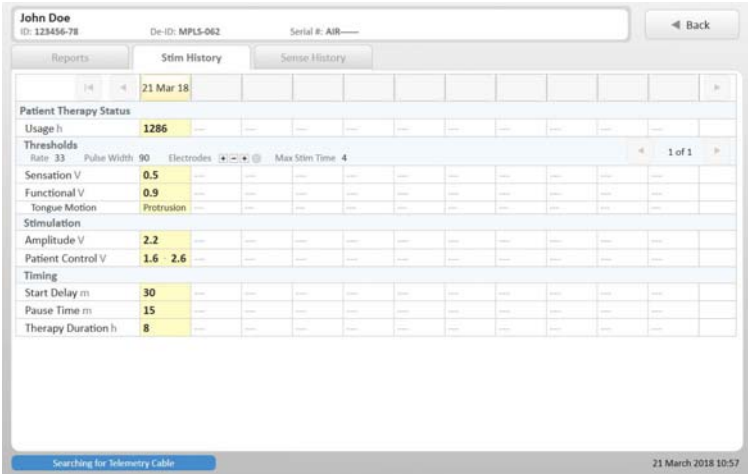 John Doe
ID: 123456-78 De-ID: MPLS-062 Serial #: AIR-----
Back
Reports Stim History Sense History
21 Mar 18
Patient Therapy Status
Usage h 1286 ---- ---- ---- ---- ---- ---- ---- ---- ---- ----
Thresholds
Rate 33 Pulse Width 90 Electrodes + − + Max Stim Time 4
1 of 1
Sensation V 0.5 ---- ---- ---- ---- ---- ---- ---- ---- ---- ----
Functional V 0.9 ---- ---- ---- ---- ---- ---- ---- ---- ---- ----
Tongue Motion Protrusion ---- ---- ---- ---- ---- ---- ---- ---- ---- ----
Stimulation
Amplitude V 2.2 ---- ---- ---- ---- ---- ---- ---- ---- ---- ----
Patient Control V 1.6 - 2.6 ---- ---- ---- ---- ---- ---- ---- ---- ---- ----
Timing
Start Delay m 30 ---- ---- ---- ---- ---- ---- ---- ---- ---- ----
Pause Time m 15 ---- ---- ---- ---- ---- ---- ---- ---- ---- ----
Therapy Duration h 8 ---- ---- ---- ---- ---- ---- ---- ---- ---- ----
Searching for Telemetry Cable 21 March 2018 10:57